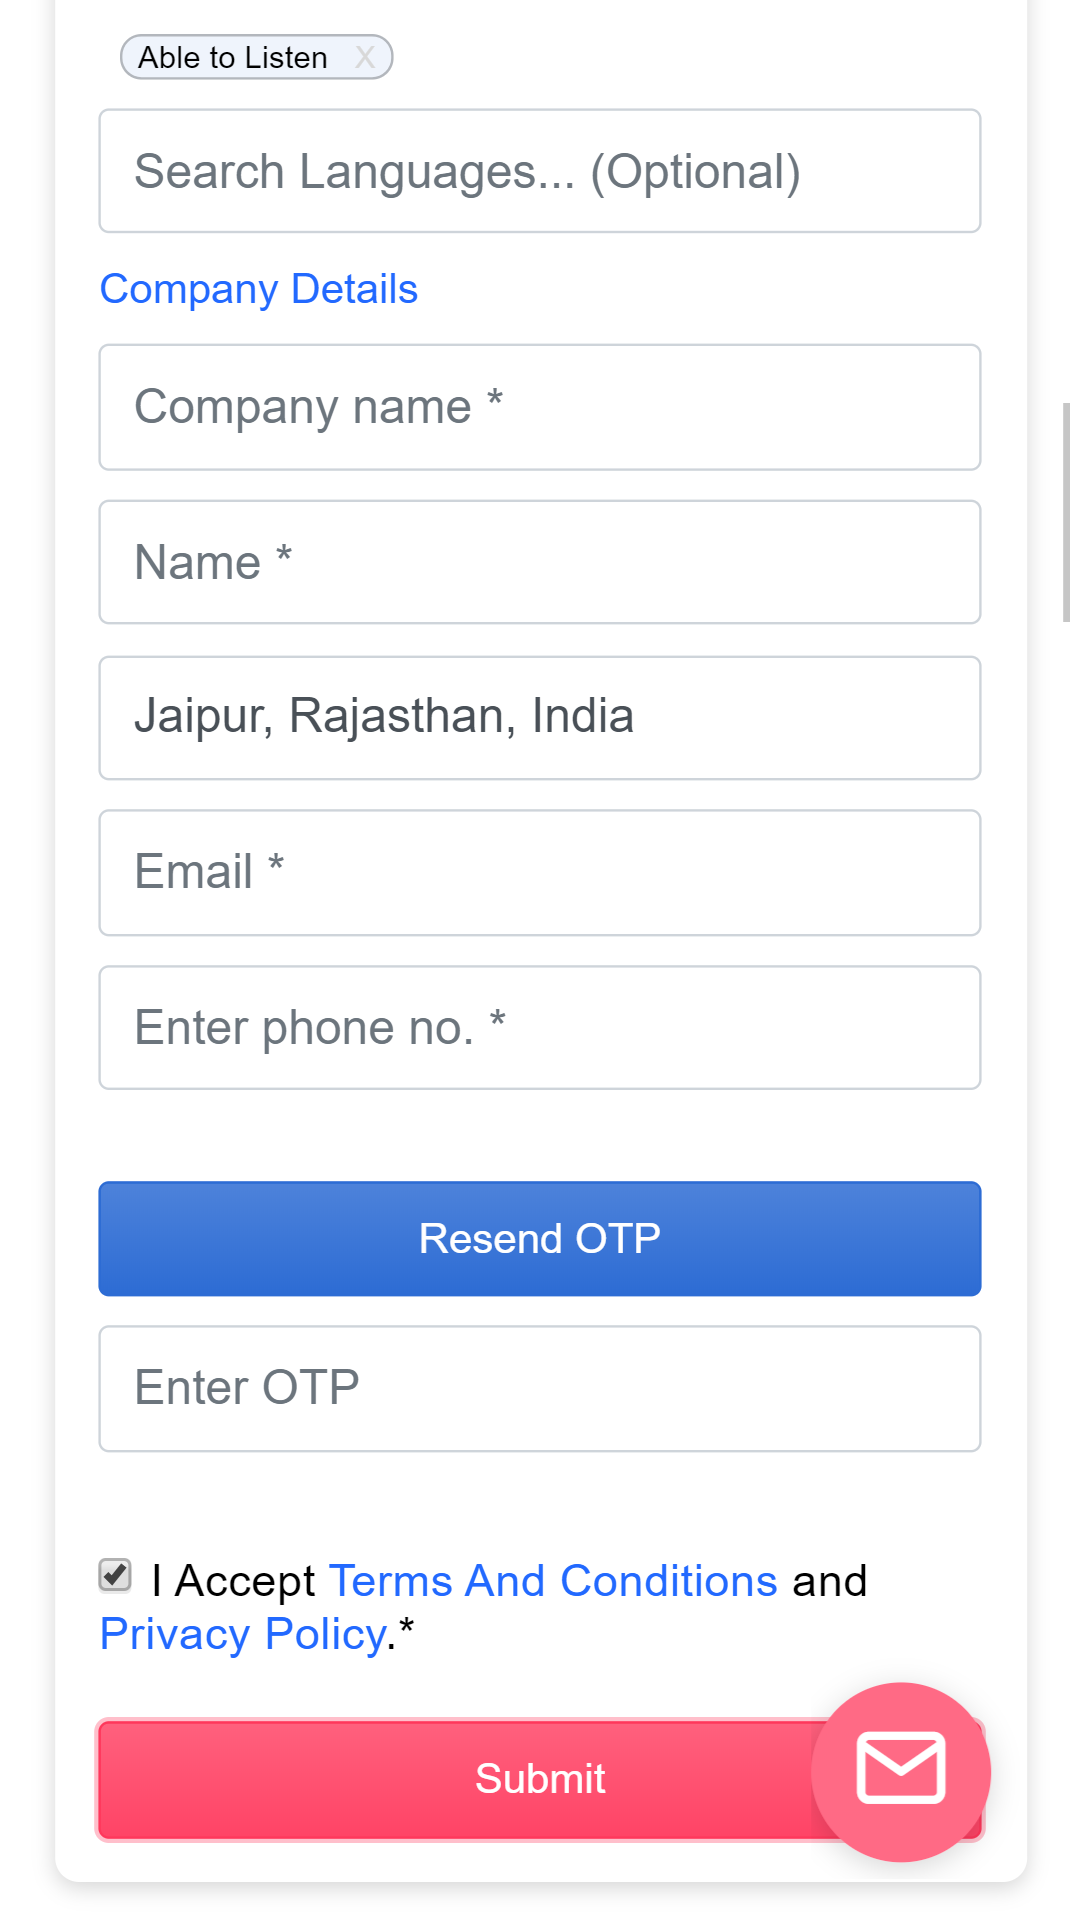 Able to Listen X
Search Languages... (Optional)
Company Details
Company name *
Name *
Jaipur, Rajasthan, India
Email *
Enter phone no. *
Resend OTP
Enter OTP
I Accept Terms And Conditions and
Privacy Policy.*
Submit